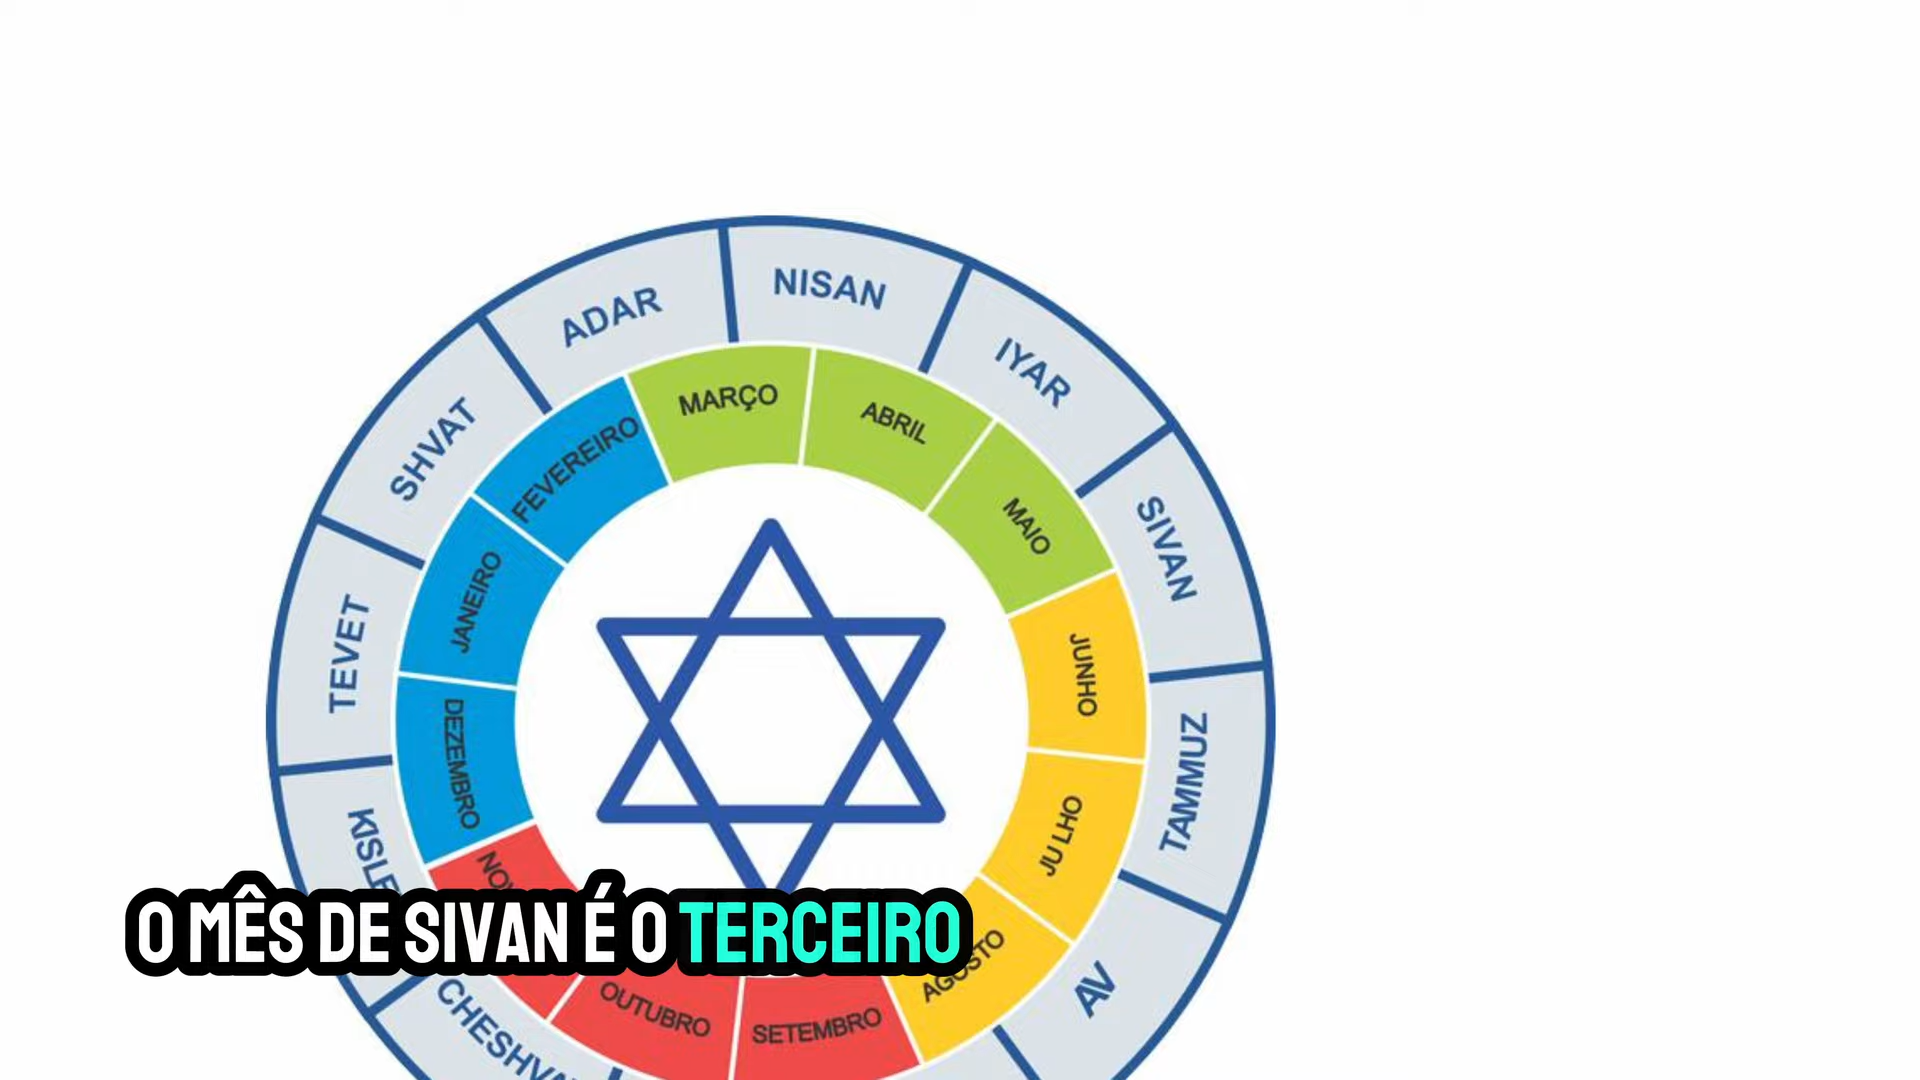 NISAN
ADAR
IYAR
MARÇO
ABRIL
SHVAT
FEVEREIRO
MAIO
SIVAN
JANEIRO
TEVET
JUNHO
DEZEMBRO
TAMMUZ
JULHO
O MÊS DE SIVAN É O TERCEIRO
AGOSTO
AV
OUTUBRO
SETEMBRO